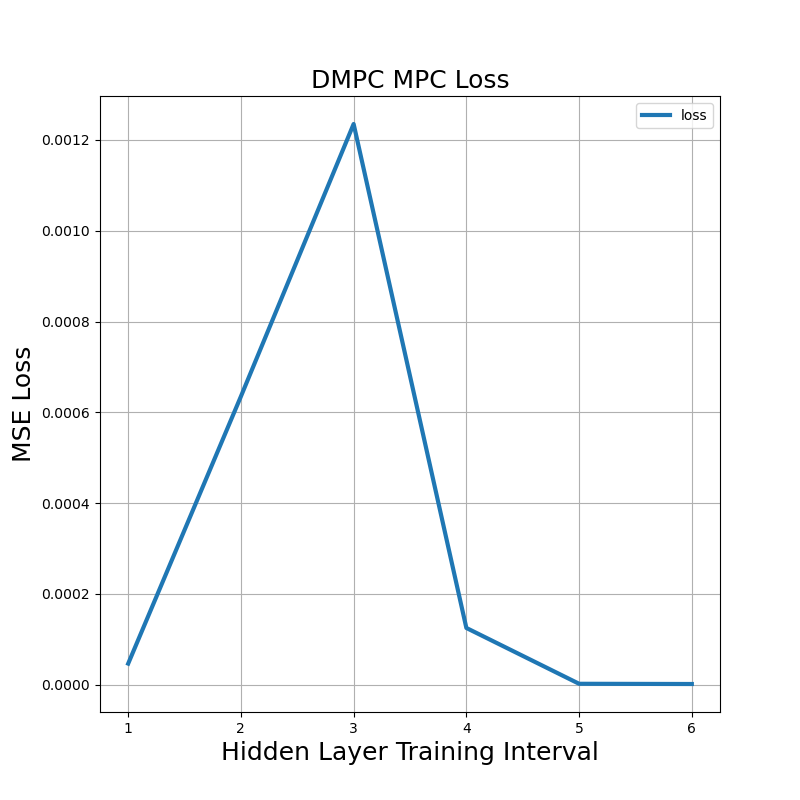 DMPC MPC Loss
loss
MSE Loss
0.0012
0.0010
0.0008
0.0006
0.0004
0.0002
0.0000
1 2 3 4 5 6
Hidden Layer Training Interval